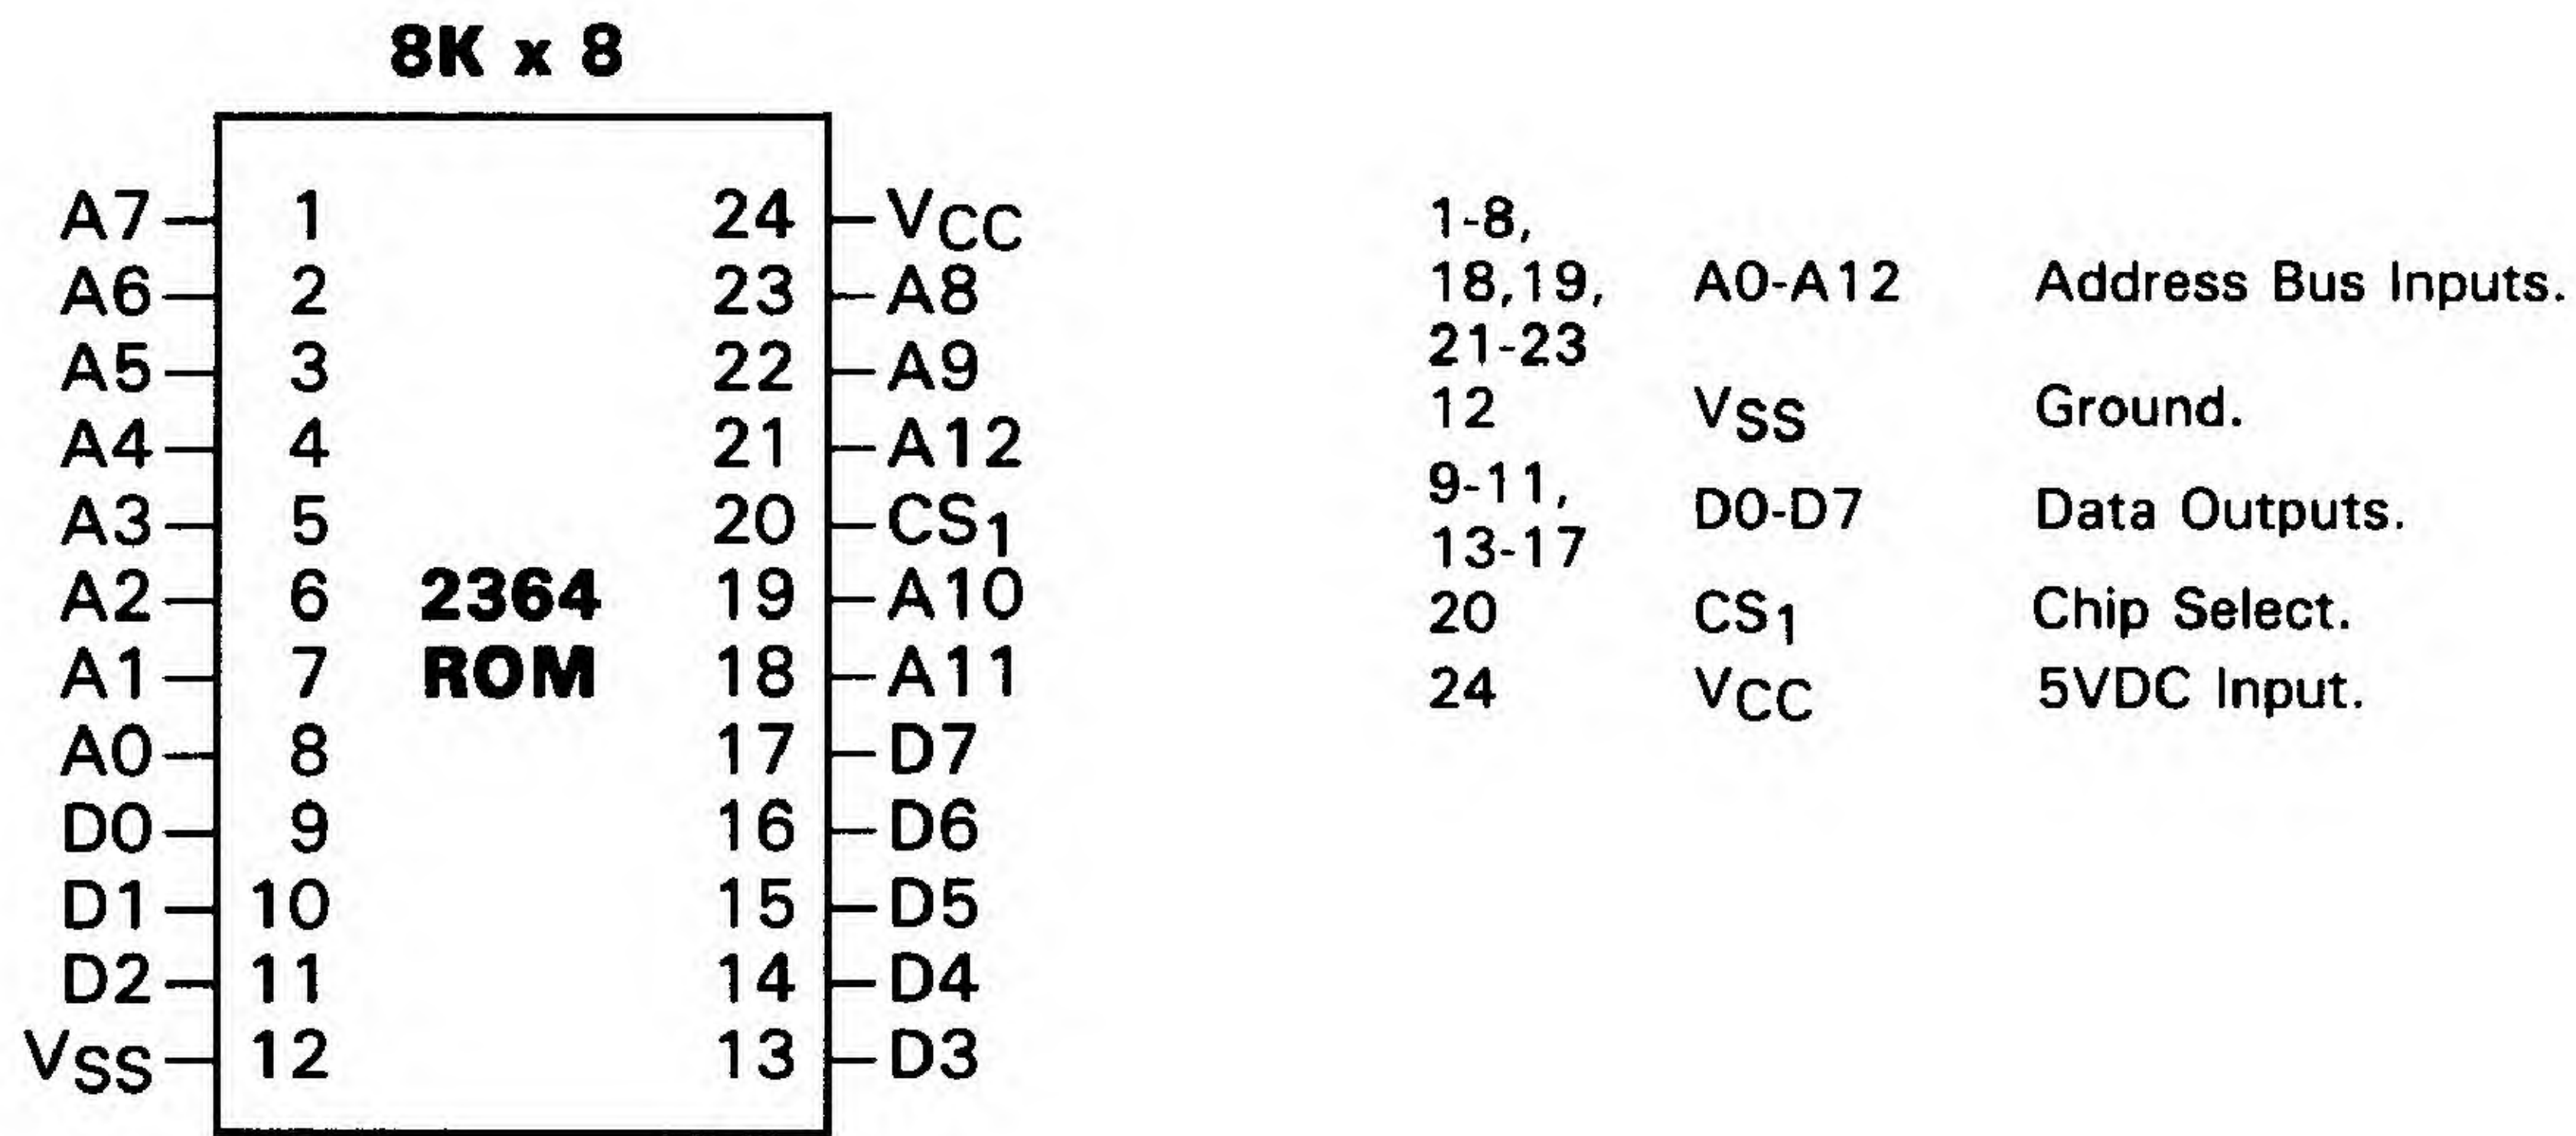 8K x 8
A7 1 24 VCC
A6 2 23 A8
A5 3 22 A9
A4 4 21 A12
A3 5 20 CS1
A2 6 2364 19 A10
A1 7 ROM 18 A11
A0 8 17 D7
D0 9 16 D6
D1 10 15 D5
D2 11 14 D4
VSS 12 13 D3
1-8,
18,19, A0-A12 Address Bus Inputs.
21-23
12 VSS Ground.
9-11,
D0-D7 Data Outputs.
13-17
20 CS1 Chip Select.
24 VCC 5VDC Input.